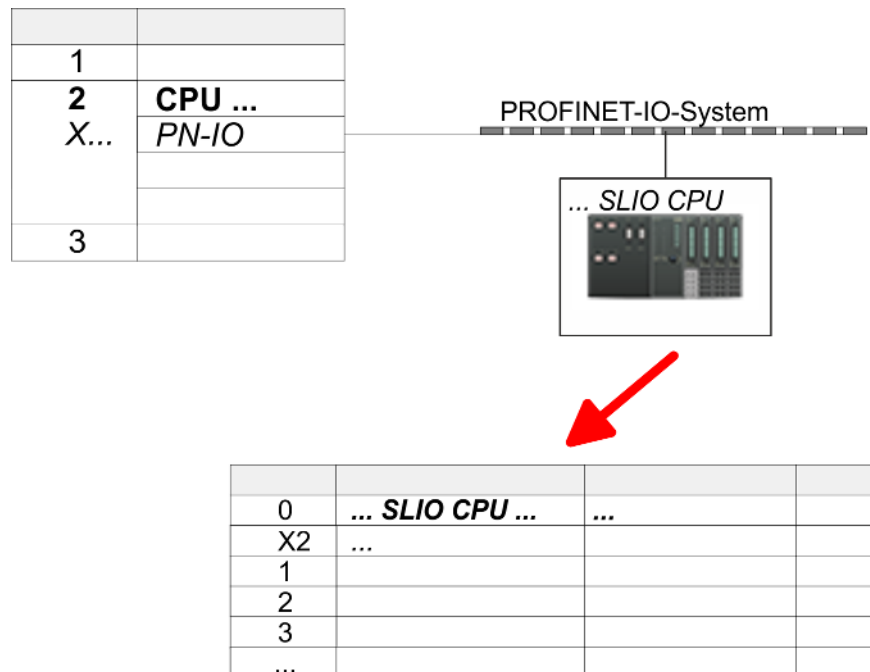 1
2 CPU ...
X... PN-IO
3
PROFINET-IO-System
... SLIO CPU
0 ... SLIO CPU ... ...
X2 ...
1
2
3
...